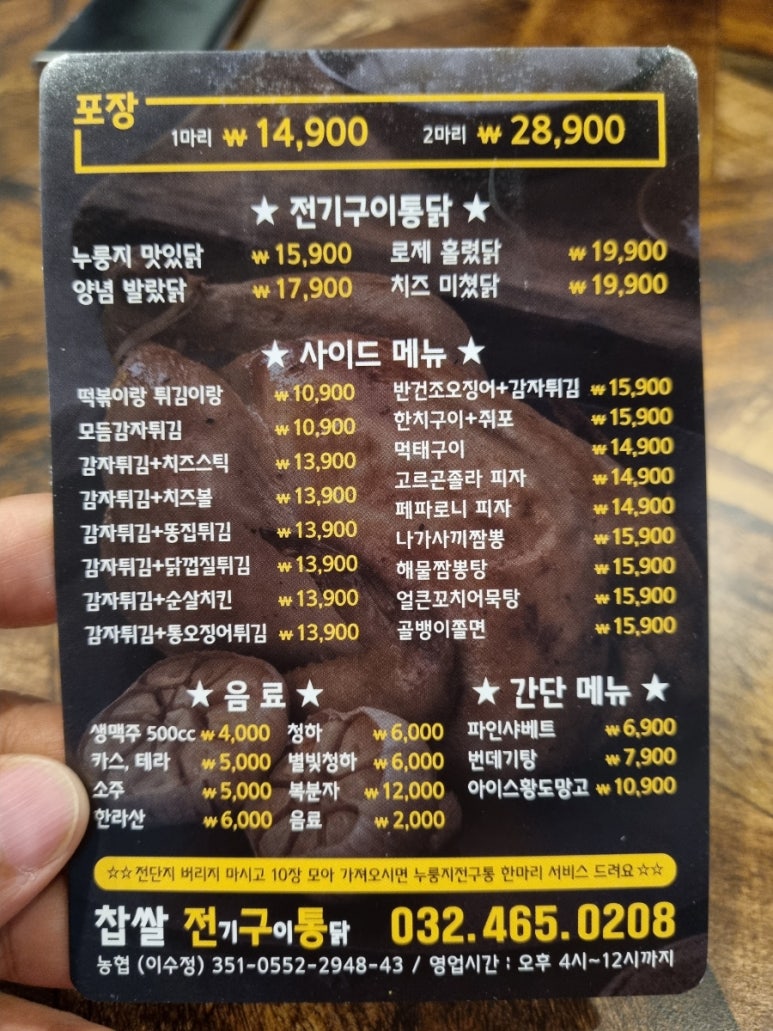 포장
1마리 ₩ 14,900 2마리 ₩ 28,900
★ 전기구이통닭 ★
누룽지 맛있닭 ₩ 15,900 로제 홀렸닭 ₩ 19,900
양념 발랐닭 ₩ 17,900 치즈 미쳤닭 ₩ 19,900
★ 사이드 메뉴 ★
떡볶이랑 튀김이랑 ₩ 10,900
모듬감자튀김 ₩ 10,900
감자튀김+치즈스틱 ₩ 13,900
감자튀김+치즈볼 ₩ 13,900
감자튀김+똥집튀김 ₩ 13,900
감자튀김+닭껍질튀김 ₩ 13,900
감자튀김+순살치킨 ₩ 13,900
감자튀김+통오징어튀김 ₩ 13,900
반건조오징어+감자튀김 ₩ 15,900
한치구이+쥐포 ₩ 15,900
먹태구이 ₩ 14,900
고르곤졸라 피자 ₩ 14,900
페파로니 피자 ₩ 14,900
나가사끼짬뽕 ₩ 15,900
해물짬뽕탕 ₩ 15,900
얼큰꼬치어묵탕 ₩ 15,900
골뱅이쫄면 ₩ 15,900
★ 음 료 ★
생맥주 500cc ₩ 4,000 청하 ₩ 6,000
카스, 테라 ₩ 5,000 별빛청하 ₩ 6,000
소주 ₩ 5,000 복분자 ₩ 12,000
한라산 ₩ 6,000 음료 ₩ 2,000
★ 간단 메뉴 ★
파인샤베트 ₩ 6,900
번데기탕 ₩ 7,900
아이스황도망고 ₩ 10,900
☆☆ 전단지 버리지 마시고 10장 모아 가져오시면 누룽지전구통 한마리 서비스 드려요 ☆☆
찹쌀 전기구이통닭 032.465.0208
농협 (이수정) 351-0552-2948-43 / 영업시간 : 오후 4시~12시까지